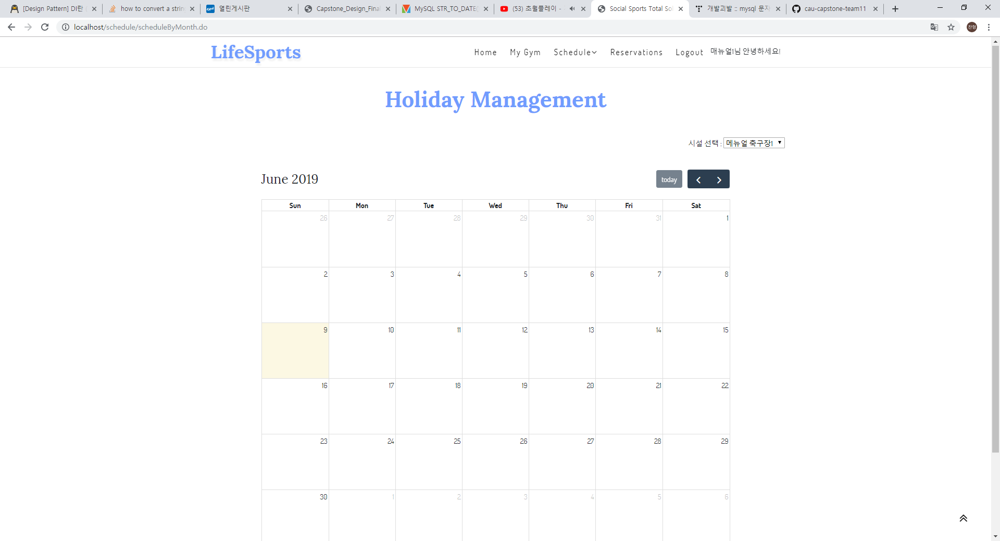 [Design Pattern] DI란
how to convert a strin
열린게시판
Capstone_Design_Final
MySQL STR_TO_DATE(
(53) 초월플레이 -
Social Sports Total Sol
개발괴발 :: mysql 문자
cau-capstone-team11
localhost/schedule/scheduleByMonth.do
찬형
LifeSports
Home My Gym Schedule Reservations Logout 매뉴얼1님 안녕하세요!
Holiday Management
시설 선택 : 메뉴얼 축구장1
June 2019
today
Sun Mon Tue Wed Thu Fri Sat
26 27 28 29 30 31 1
2 3 4 5 6 7 8
9 10 11 12 13 14 15
16 17 18 19 20 21 22
23 24 25 26 27 28 29
30 1 2 3 4 5 6